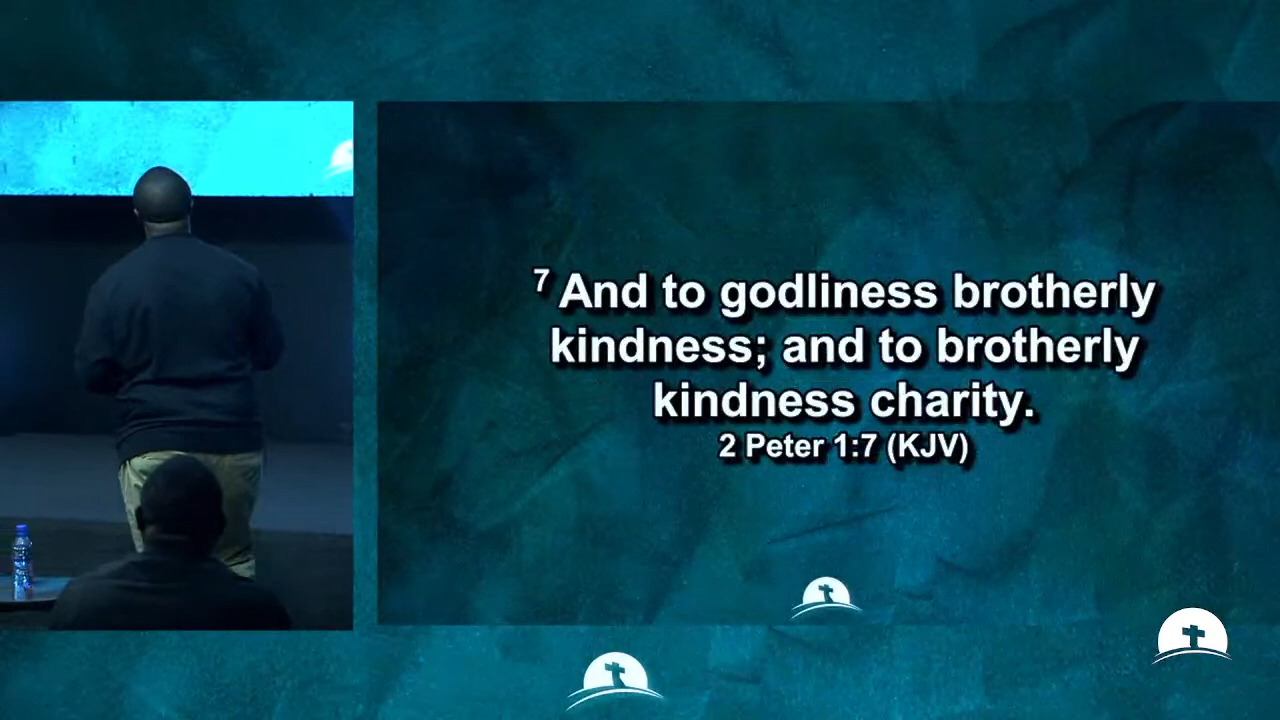 7 And to godliness brotherly
kindness; and to brotherly
kindness charity.
2 Peter 1:7 (KJV)